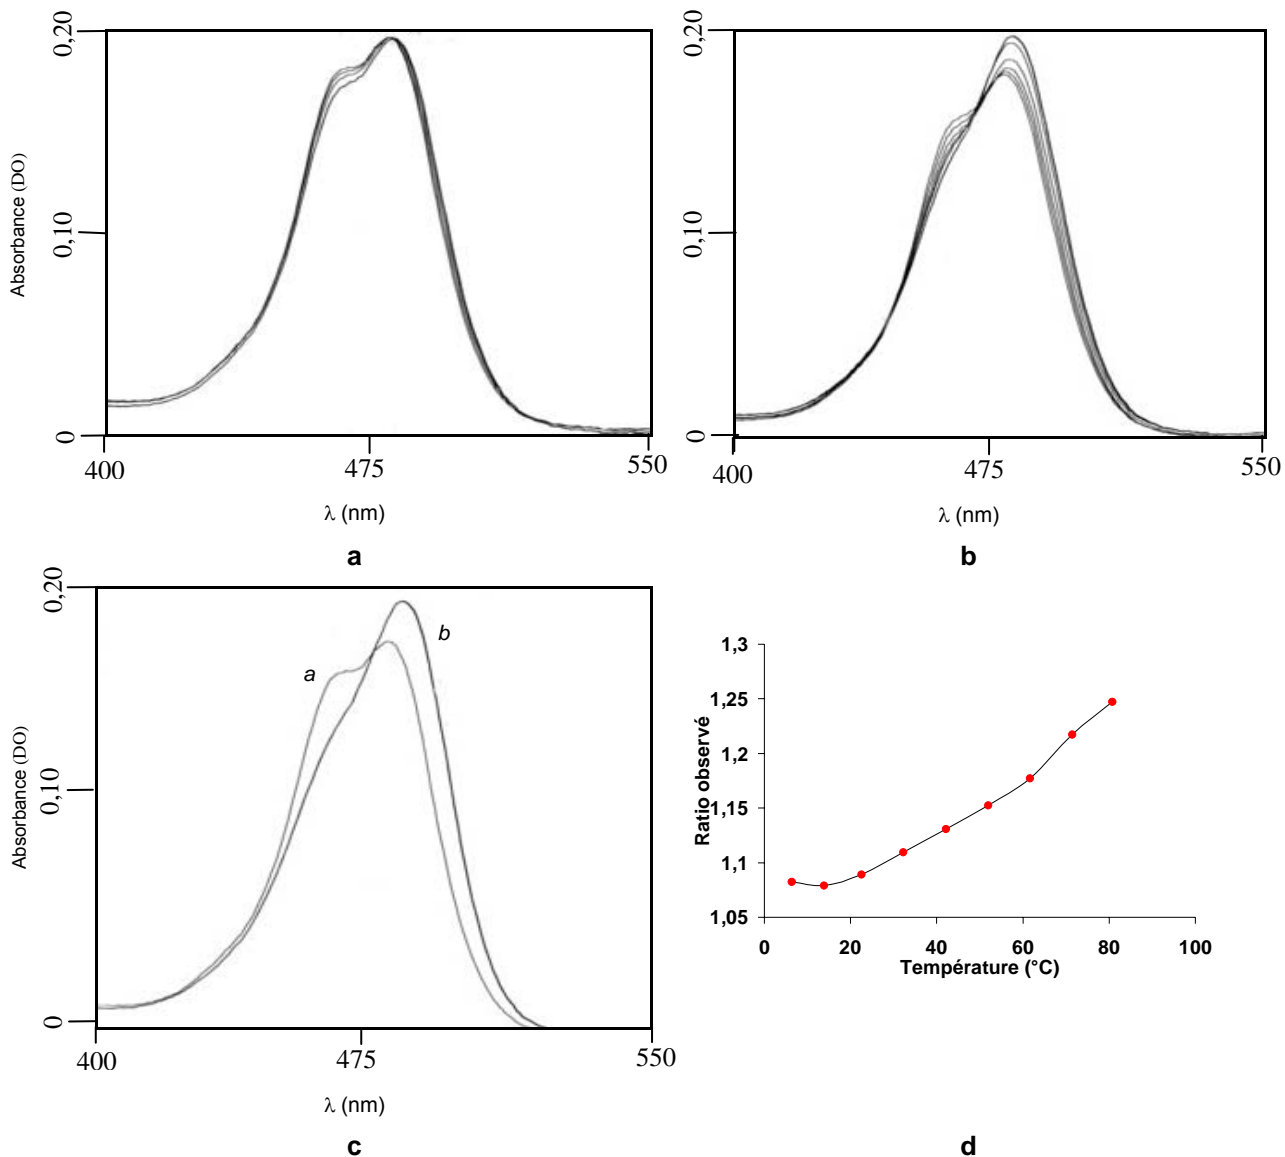 0,20
0,10
0
Absorbance (DO)
400
475
550
λ (nm)
a
0,20
0,10
0
400
475
550
λ (nm)
b
0,20
0,10
0
Absorbance (DO)
a
b
400
475
550
λ (nm)
c
1,3
1,25
1,2
1,15
1,1
1,05
Ratio observé
0 20 40 60 80 100
Température (°C)
d